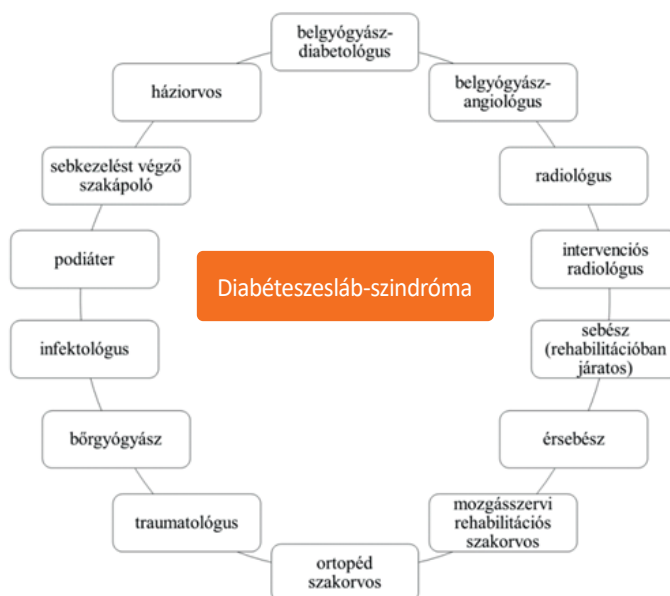 belgyógyász-
diabetológus
belgyógyász-
angiológus
radiológus
intervenciós
radiológus
sebész
(rehabilitációban
járatos)
érsebész
mozgásszervi
rehabilitációs
szakorvos
ortopéd
szakorvos
traumatológus
bőrgyógyász
infektológus
podiáter
sebkezelést végző
szakápoló
háziorvos
Diabéteszesláb-szindróma